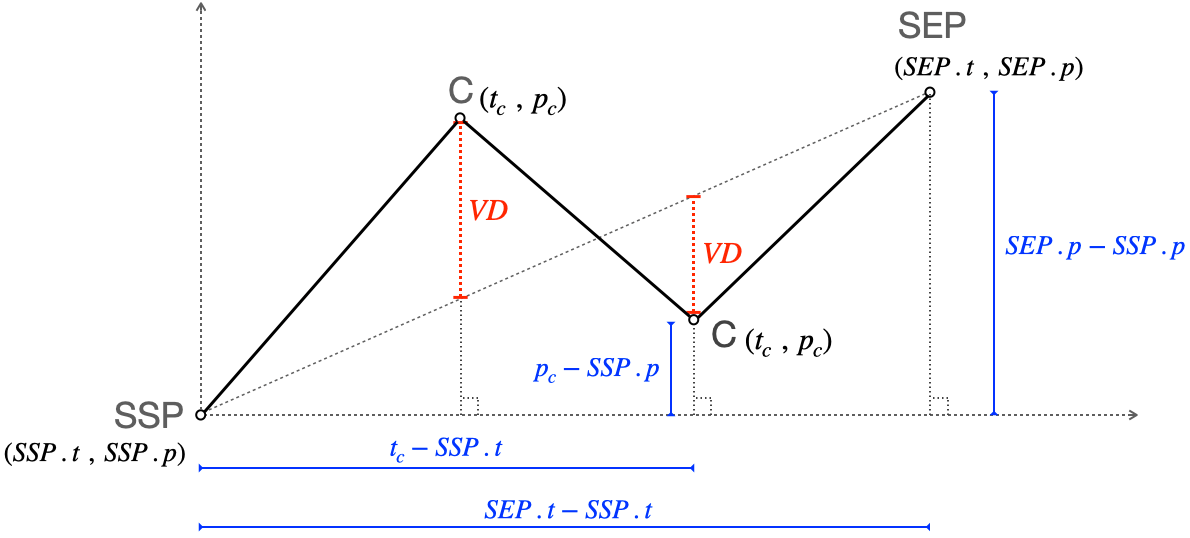 SEP
(SEP.t , SEP.p)
C (t_c , p_c)
VD
VD
SEP.p − SSP.p
C (t_c , p_c)
p_c − SSP.p
SSP
(SSP.t , SSP.p)
t_c − SSP.t
SEP.t − SSP.t